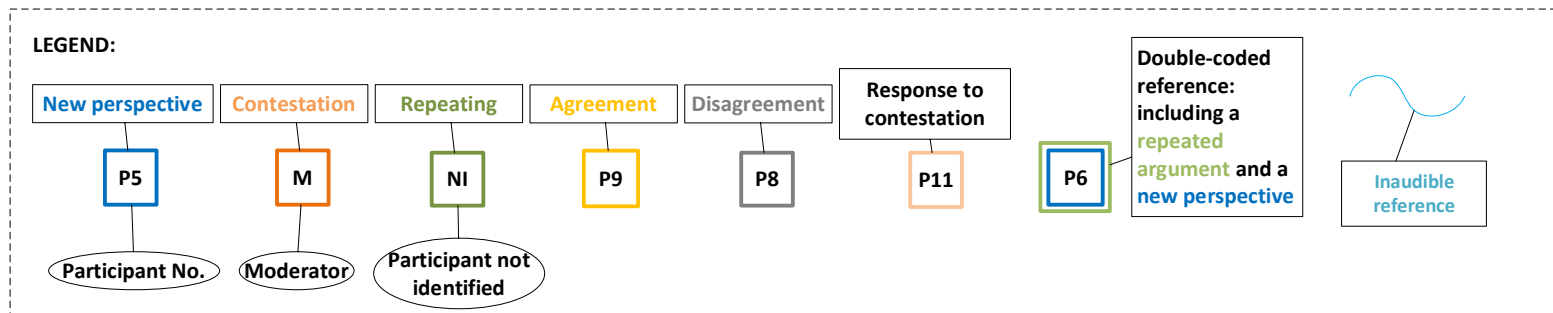 LEGEND:
New perspective
Contestation
Repeating
Agreement
Disagreement
Response to
contestation
Double-coded
reference:
including a
repeated
argument and a
new perspective
P5
M
NI
P9
P8
P11
P6
Inaudible
reference
Participant No.
Moderator
Participant not
identified